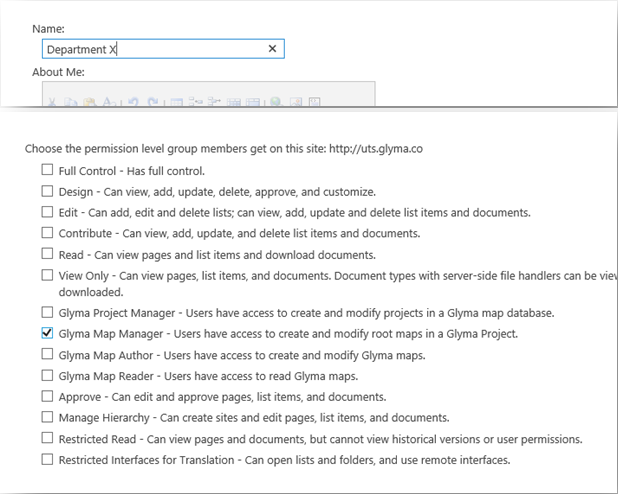 Name:
Department X
About Me:
Choose the permission level group members get on this site: http://uts.glyma.co
Full Control - Has full control.
Design - Can view, add, update, delete, approve, and customize.
Edit - Can add, edit and delete lists; can view, add, update and delete list items and documents.
Contribute - Can view, add, update, and delete list items and documents.
Read - Can view pages and list items and download documents.
View Only - Can view pages, list items, and documents. Document types with server-side file handlers can be
downloaded.
Glyma Project Manager - Users have access to create and modify projects in a Glyma map database.
Glyma Map Manager - Users have access to create and modify root maps in a Glyma Project.
Glyma Map Author - Users have access to create and modify Glyma maps.
Glyma Map Reader - Users have access to read Glyma maps.
Approve - Can edit and approve pages, list items, and documents.
Manage Hierarchy - Can create sites and edit pages, list items, and documents.
Restricted Read - Can view pages and documents, but cannot view historical versions or user permissions.
Restricted Interfaces for Translation - Can open lists and folders, and use remote interfaces.